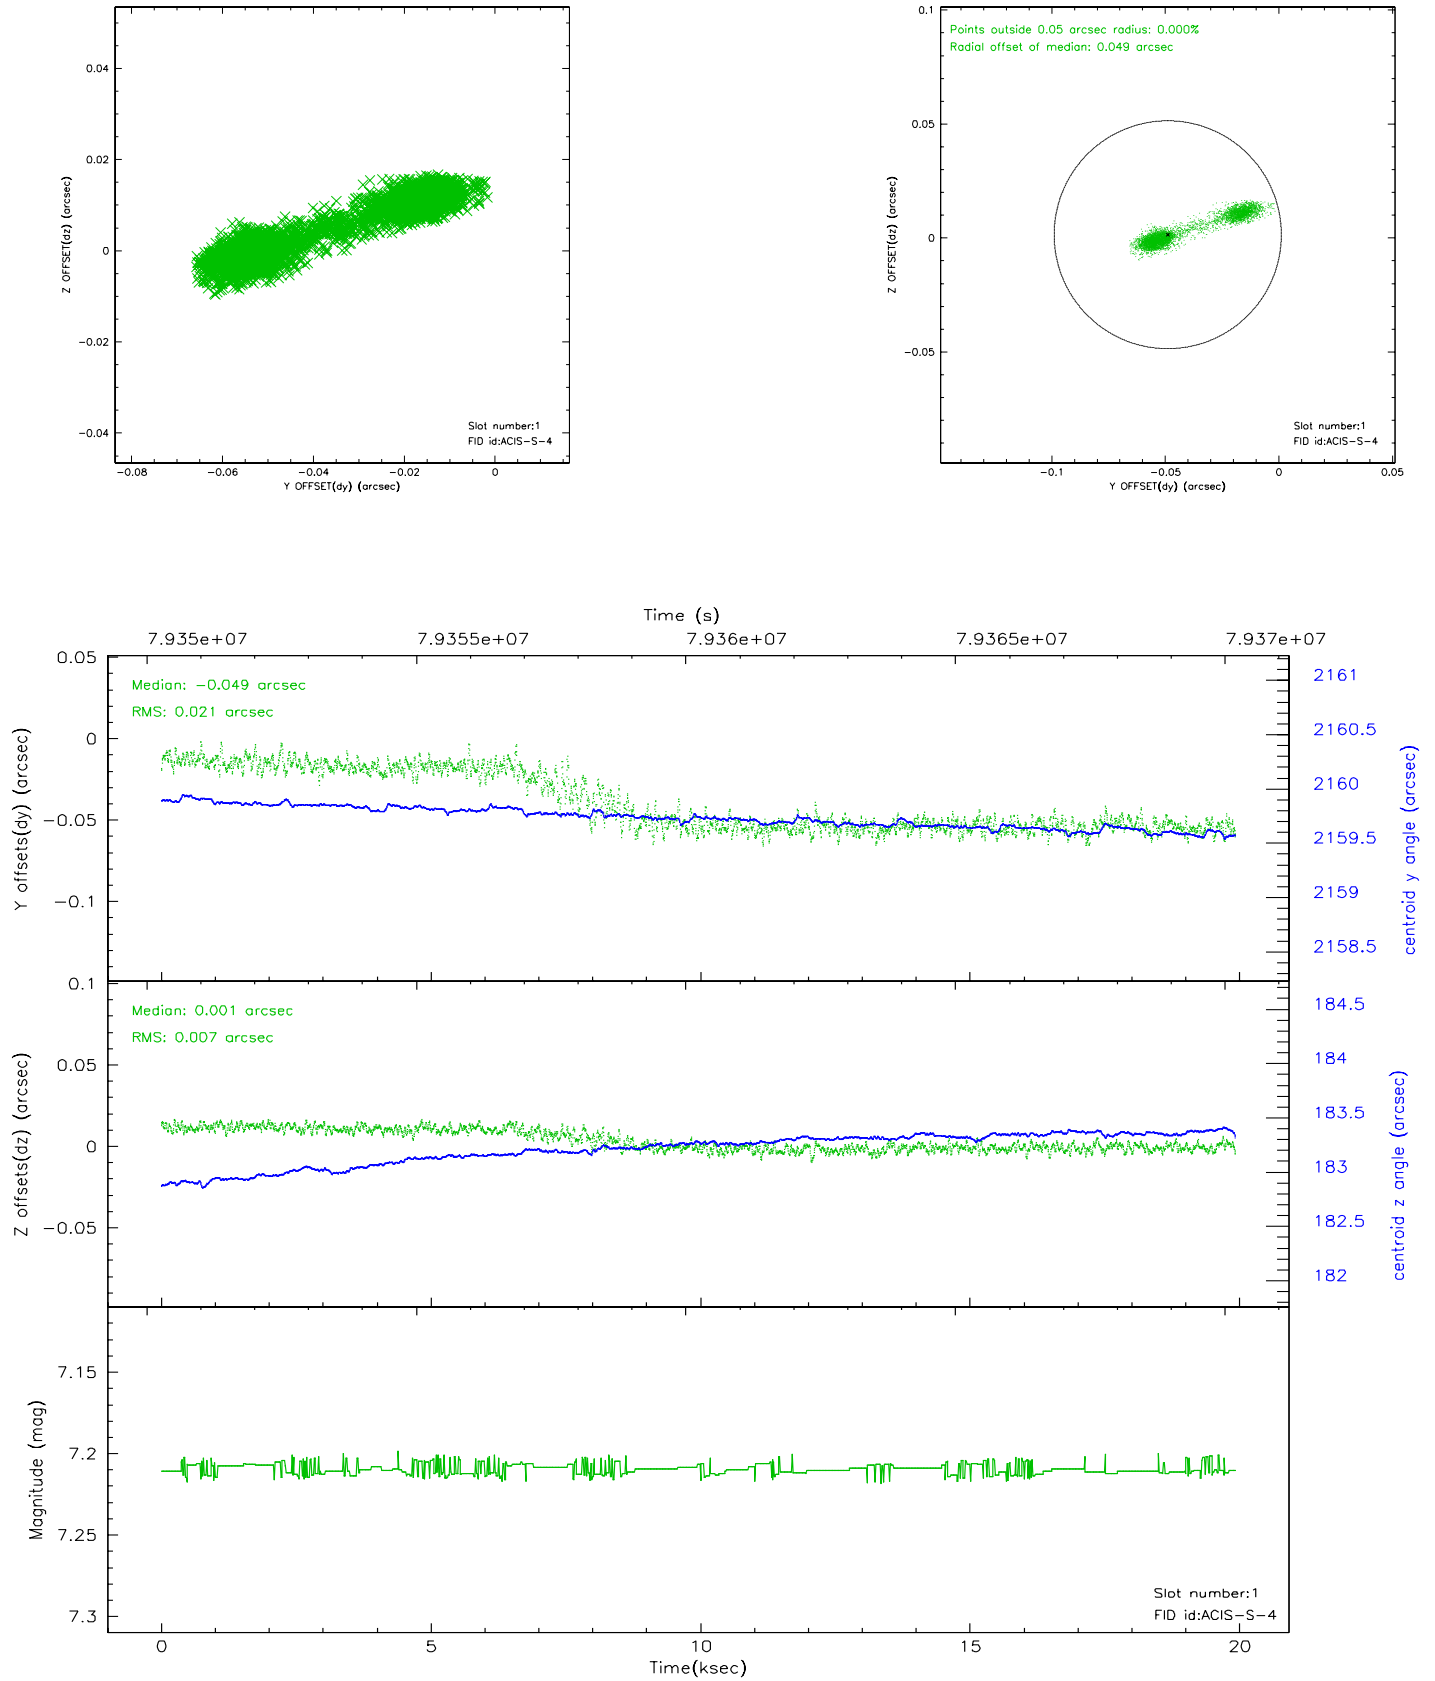 0.04
0.02
0
−0.02
−0.04
Z OFFSET(dz) (arcsec)
Slot number:1
FID id:ACIS−S−4
−0.08
−0.06
−0.04
−0.02
0
Y OFFSET(dy) (arcsec)
0.1
0.05
0
−0.05
Z OFFSET(dz) (arcsec)
Points outside 0.05 arcsec radius: 0.000%
Radial offset of median: 0.049 arcsec
Slot number:1
FID id:ACIS−S−4
−0.1
−0.05
0
0.05
Y OFFSET(dy) (arcsec)
Time (s)
7.935e+07
7.9355e+07
7.936e+07
7.9365e+07
7.937e+07
0.05
0
−0.05
−0.1
Y offsets(dy) (arcsec)
Median: −0.049 arcsec
RMS: 0.021 arcsec
2161
2160.5
2160
2159.5
2159
2158.5
centroid y angle (arcsec)
0.1
0.05
0
−0.05
Z offsets(dz) (arcsec)
Median: 0.001 arcsec
RMS: 0.007 arcsec
184.5
184
183.5
183
182.5
182
centroid z angle (arcsec)
7.15
7.2
7.25
7.3
Magnitude (mag)
Slot number:1
FID id:ACIS−S−4
0
5
10
15
20
Time(ksec)